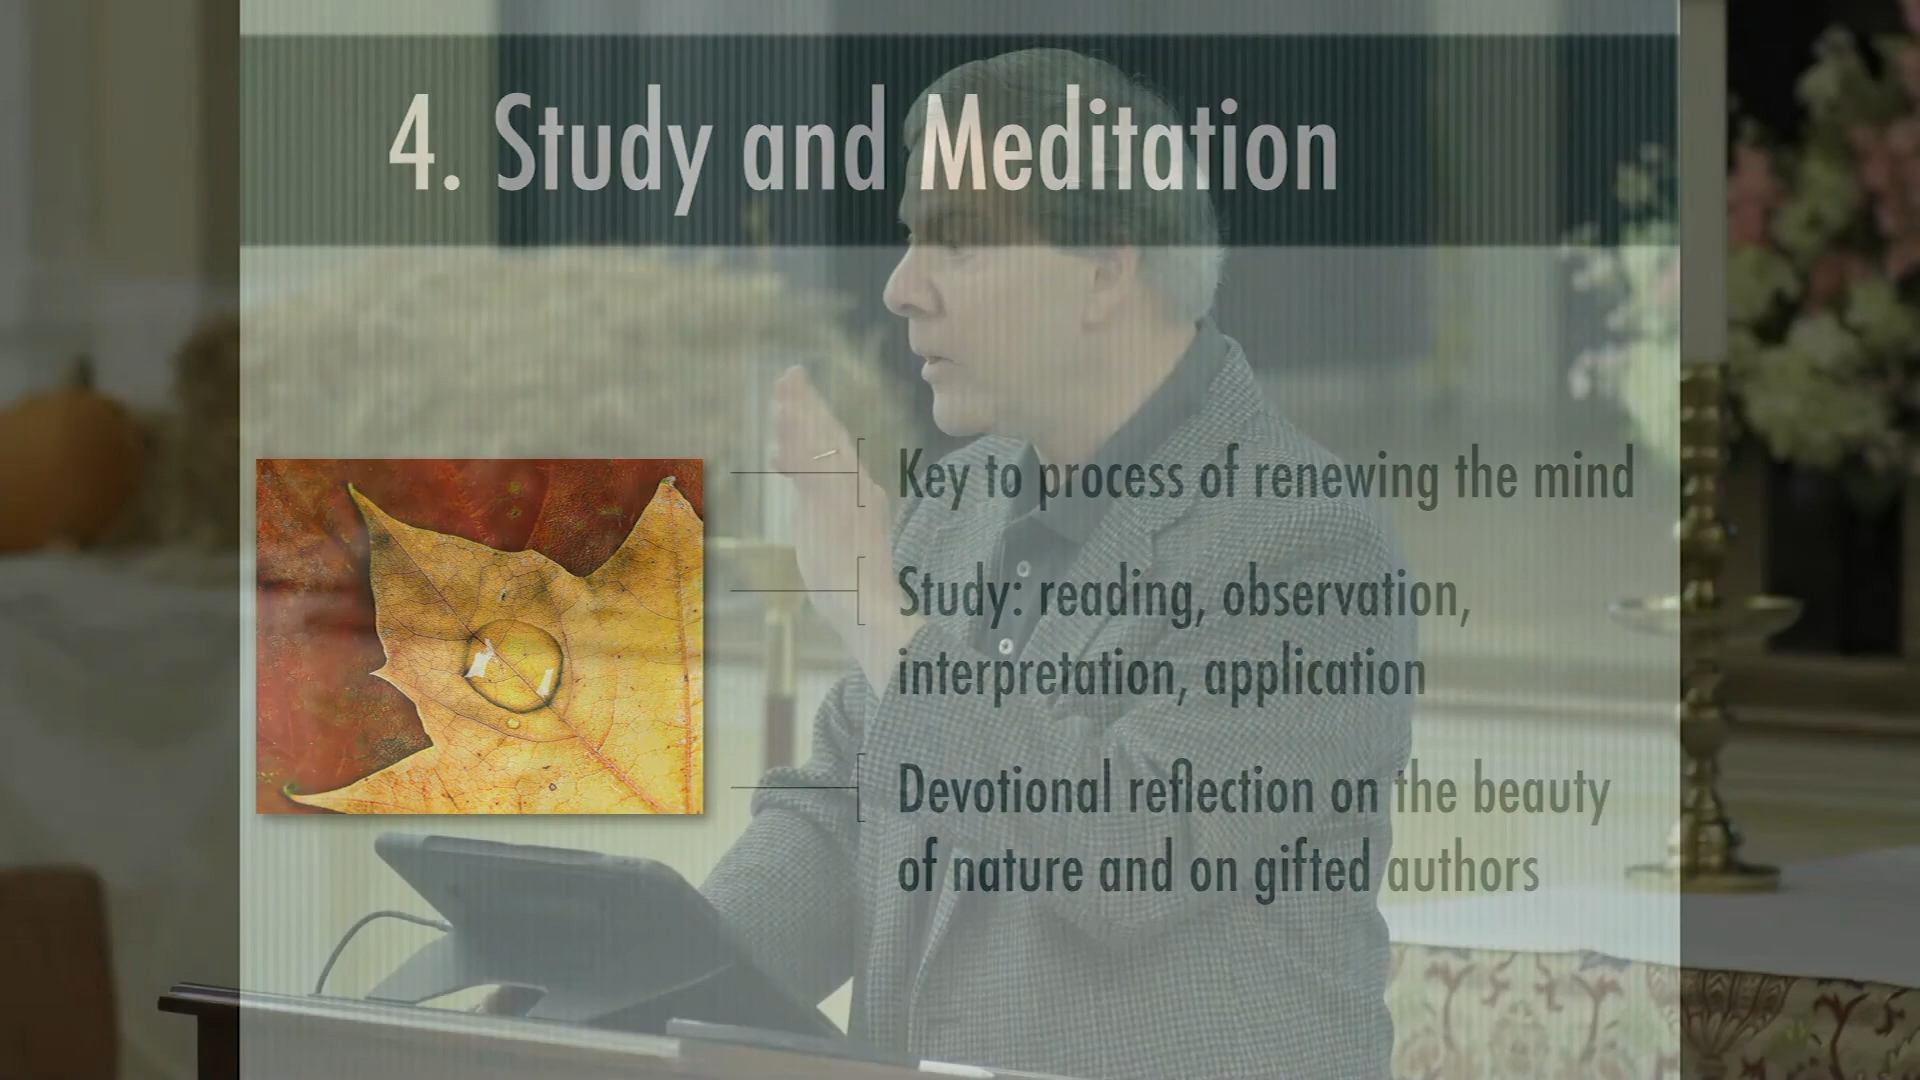 4. Study and Meditation
Key to process of renewing the mind
Study: reading, observation,
interpretation, application
Devotional reflection on the beauty
of nature and on gifted authors